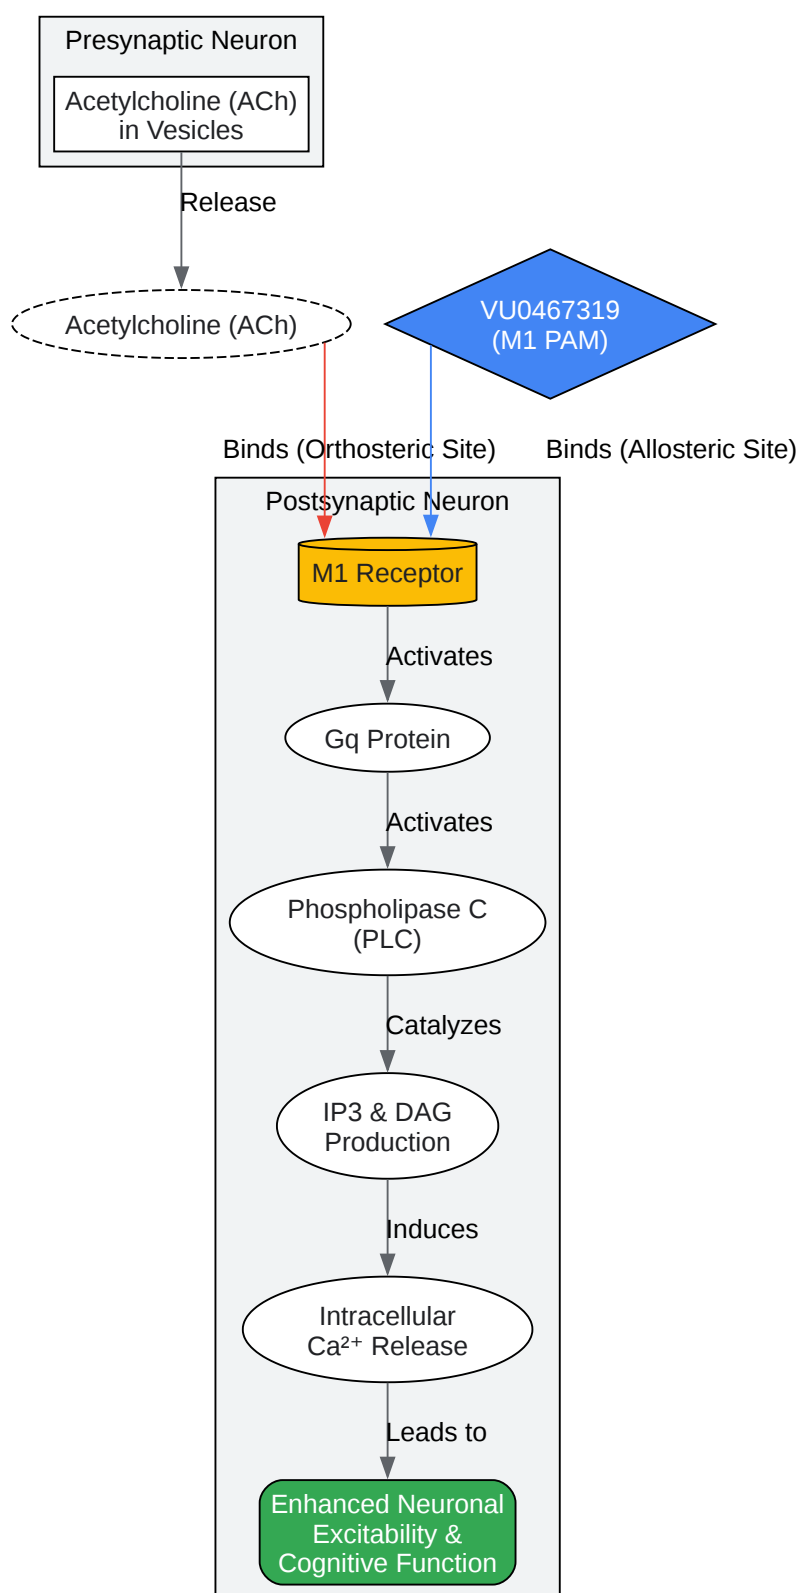 Presynaptic Neuron
Acetylcholine (ACh)
in Vesicles
Release
Acetylcholine (ACh)
VU0467319
(M1 PAM)
Binds (Orthosteric Site)
Binds (Allosteric Site)
Postsynaptic Neuron
M1 Receptor
Activates
Gq Protein
Activates
Phospholipase C
(PLC)
Catalyzes
IP3 & DAG
Production
Induces
Intracellular
Ca²⁺ Release
Leads to
Enhanced Neuronal
Excitability &
Cognitive Function